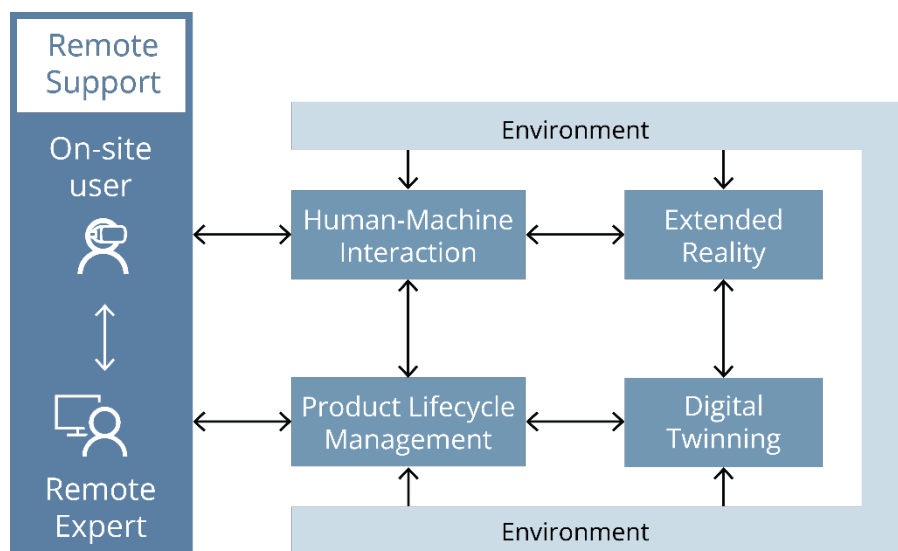 Remote
Support
On-site
user
Remote
Expert
Environment
Human-Machine
Interaction
Extended
Reality
Product Lifecycle
Management
Digital
Twinning
Environment